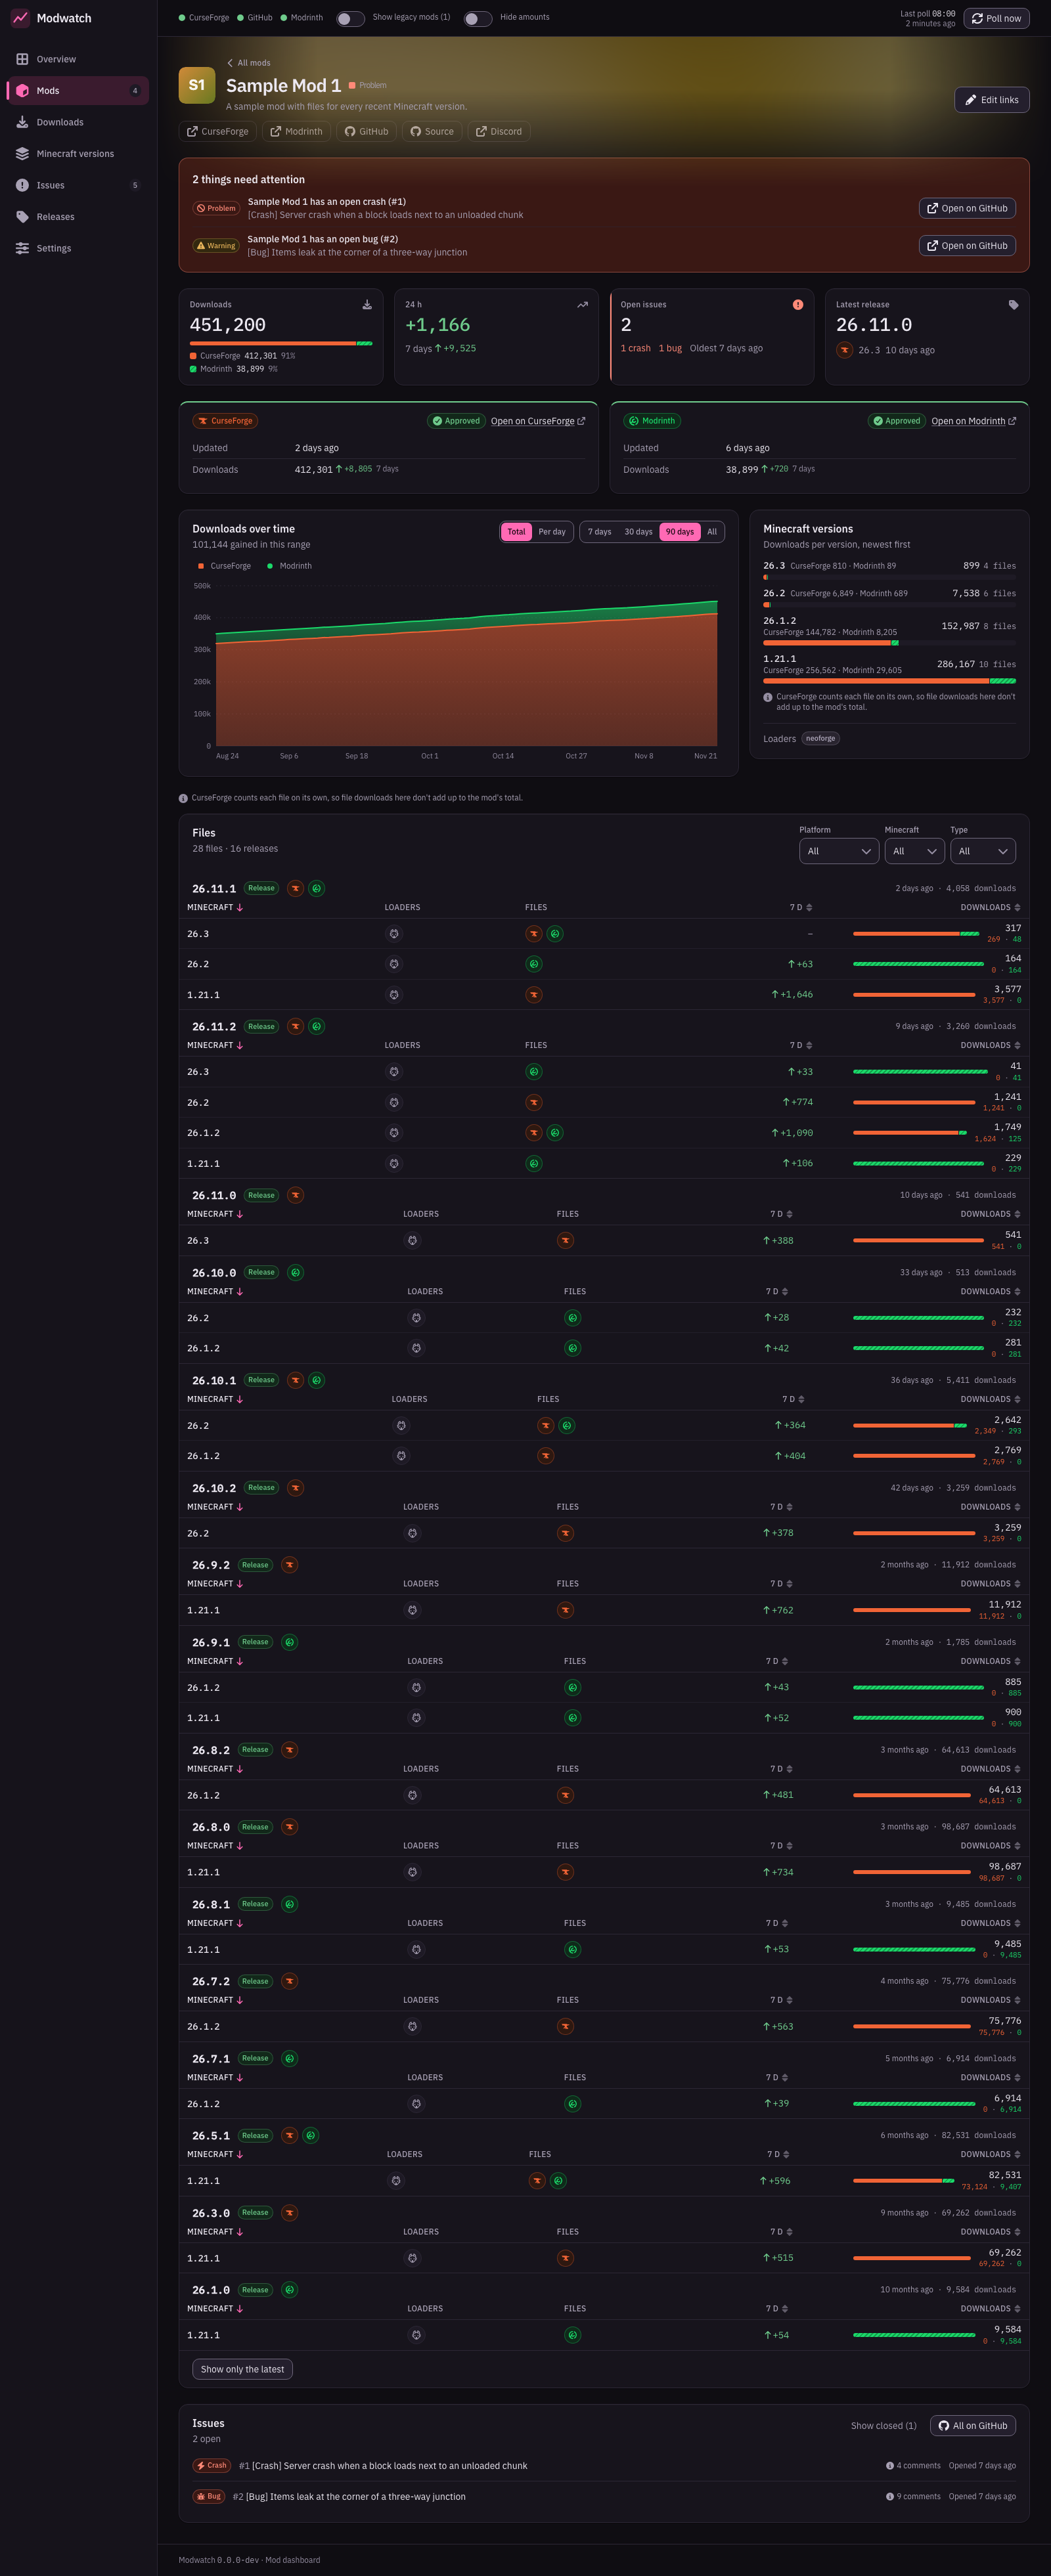 Modwatch
Overview
Mods 4
Downloads
Minecraft versions
Issues 5
Releases
Settings
CurseForge GitHub Modrinth Show legacy mods (1) Hide amounts
Last poll 08:00
2 minutes ago
Poll now
All mods
S1
Sample Mod 1 Problem
A sample mod with files for every recent Minecraft version.
Edit links
CurseForge Modrinth GitHub Source Discord
2 things need attention
Problem Sample Mod 1 has an open crash (#1)
[Crash] Server crash when a block loads next to an unloaded chunk
Open on GitHub
Warning Sample Mod 1 has an open bug (#2)
[Bug] Items leak at the corner of a three-way junction
Open on GitHub
Downloads
451,200
CurseForge 412,301 91%
Modrinth 38,899 9%
24 h
+1,166
7 days +9,525
Open issues
2
1 crash 1 bug Oldest 7 days ago
Latest release
26.11.0
26.3 10 days ago
CurseForge Approved Open on CurseForge
Updated 2 days ago
Downloads 412,301 +8,805 7 days
Modrinth Approved Open on Modrinth
Updated 6 days ago
Downloads 38,899 +720 7 days
Downloads over time
101,144 gained in this range
Total Per day 7 days 30 days 90 days All
CurseForge Modrinth
500k
400k
300k
200k
100k
0
Aug 24 Sep 6 Sep 18 Oct 1 Oct 14 Oct 27 Nov 8 Nov 21
Minecraft versions
Downloads per version, newest first
26.3 CurseForge 810 · Modrinth 89 899 4 files
26.2 CurseForge 6,849 · Modrinth 689 7,538 6 files
26.1.2
CurseForge 144,782 · Modrinth 8,205 152,987 8 files
1.21.1
CurseForge 256,562 · Modrinth 29,605 286,167 10 files
CurseForge counts each file on its own, so file downloads here don't
add up to the mod's total.
Loaders neoforge
CurseForge counts each file on its own, so file downloads here don't add up to the mod's total.
Files
28 files · 16 releases
Platform Minecraft Type
All All All
26.11.1 Release 2 days ago · 4,058 downloads
MINECRAFT LOADERS FILES 7 D DOWNLOADS
26.3 – 317
269 · 48
26.2 +63 164
0 · 164
1.21.1 +1,646 3,577
3,577 · 0
26.11.2 Release 9 days ago · 3,260 downloads
MINECRAFT LOADERS FILES 7 D DOWNLOADS
26.3 +33 41
0 · 41
26.2 +774 1,241
1,241 · 0
26.1.2 +1,090 1,749
1,624 · 125
1.21.1 +106 229
0 · 229
26.11.0 Release 10 days ago · 541 downloads
MINECRAFT LOADERS FILES 7 D DOWNLOADS
26.3 +388 541
541 · 0
26.10.0 Release 33 days ago · 513 downloads
MINECRAFT LOADERS FILES 7 D DOWNLOADS
26.2 +28 232
0 · 232
26.1.2 +42 281
0 · 281
26.10.1 Release 36 days ago · 5,411 downloads
MINECRAFT LOADERS FILES 7 D DOWNLOADS
26.2 +364 2,642
2,349 · 293
26.1.2 +404 2,769
2,769 · 0
26.10.2 Release 42 days ago · 3,259 downloads
MINECRAFT LOADERS FILES 7 D DOWNLOADS
26.2 +378 3,259
3,259 · 0
26.9.2 Release 2 months ago · 11,912 downloads
MINECRAFT LOADERS FILES 7 D DOWNLOADS
1.21.1 +762 11,912
11,912 · 0
26.9.1 Release 2 months ago · 1,785 downloads
MINECRAFT LOADERS FILES 7 D DOWNLOADS
26.1.2 +43 885
0 · 885
1.21.1 +52 900
0 · 900
26.8.2 Release 3 months ago · 64,613 downloads
MINECRAFT LOADERS FILES 7 D DOWNLOADS
26.1.2 +481 64,613
64,613 · 0
26.8.0 Release 3 months ago · 98,687 downloads
MINECRAFT LOADERS FILES 7 D DOWNLOADS
1.21.1 +734 98,687
98,687 · 0
26.8.1 Release 3 months ago · 9,485 downloads
MINECRAFT LOADERS FILES 7 D DOWNLOADS
1.21.1 +53 9,485
0 · 9,485
26.7.2 Release 4 months ago · 75,776 downloads
MINECRAFT LOADERS FILES 7 D DOWNLOADS
26.1.2 +563 75,776
75,776 · 0
26.7.1 Release 5 months ago · 6,914 downloads
MINECRAFT LOADERS FILES 7 D DOWNLOADS
26.1.2 +39 6,914
0 · 6,914
26.5.1 Release 6 months ago · 82,531 downloads
MINECRAFT LOADERS FILES 7 D DOWNLOADS
1.21.1 +596 82,531
73,124 · 9,407
26.3.0 Release 9 months ago · 69,262 downloads
MINECRAFT LOADERS FILES 7 D DOWNLOADS
1.21.1 +515 69,262
69,262 · 0
26.1.0 Release 10 months ago · 9,584 downloads
MINECRAFT LOADERS FILES 7 D DOWNLOADS
1.21.1 +54 9,584
0 · 9,584
Show only the latest
Issues
2 open
Show closed (1) All on GitHub
Crash #1 [Crash] Server crash when a block loads next to an unloaded chunk 4 comments Opened 7 days ago
Bug #2 [Bug] Items leak at the corner of a three-way junction 9 comments Opened 7 days ago
Modwatch 0.0.0-dev · Mod dashboard